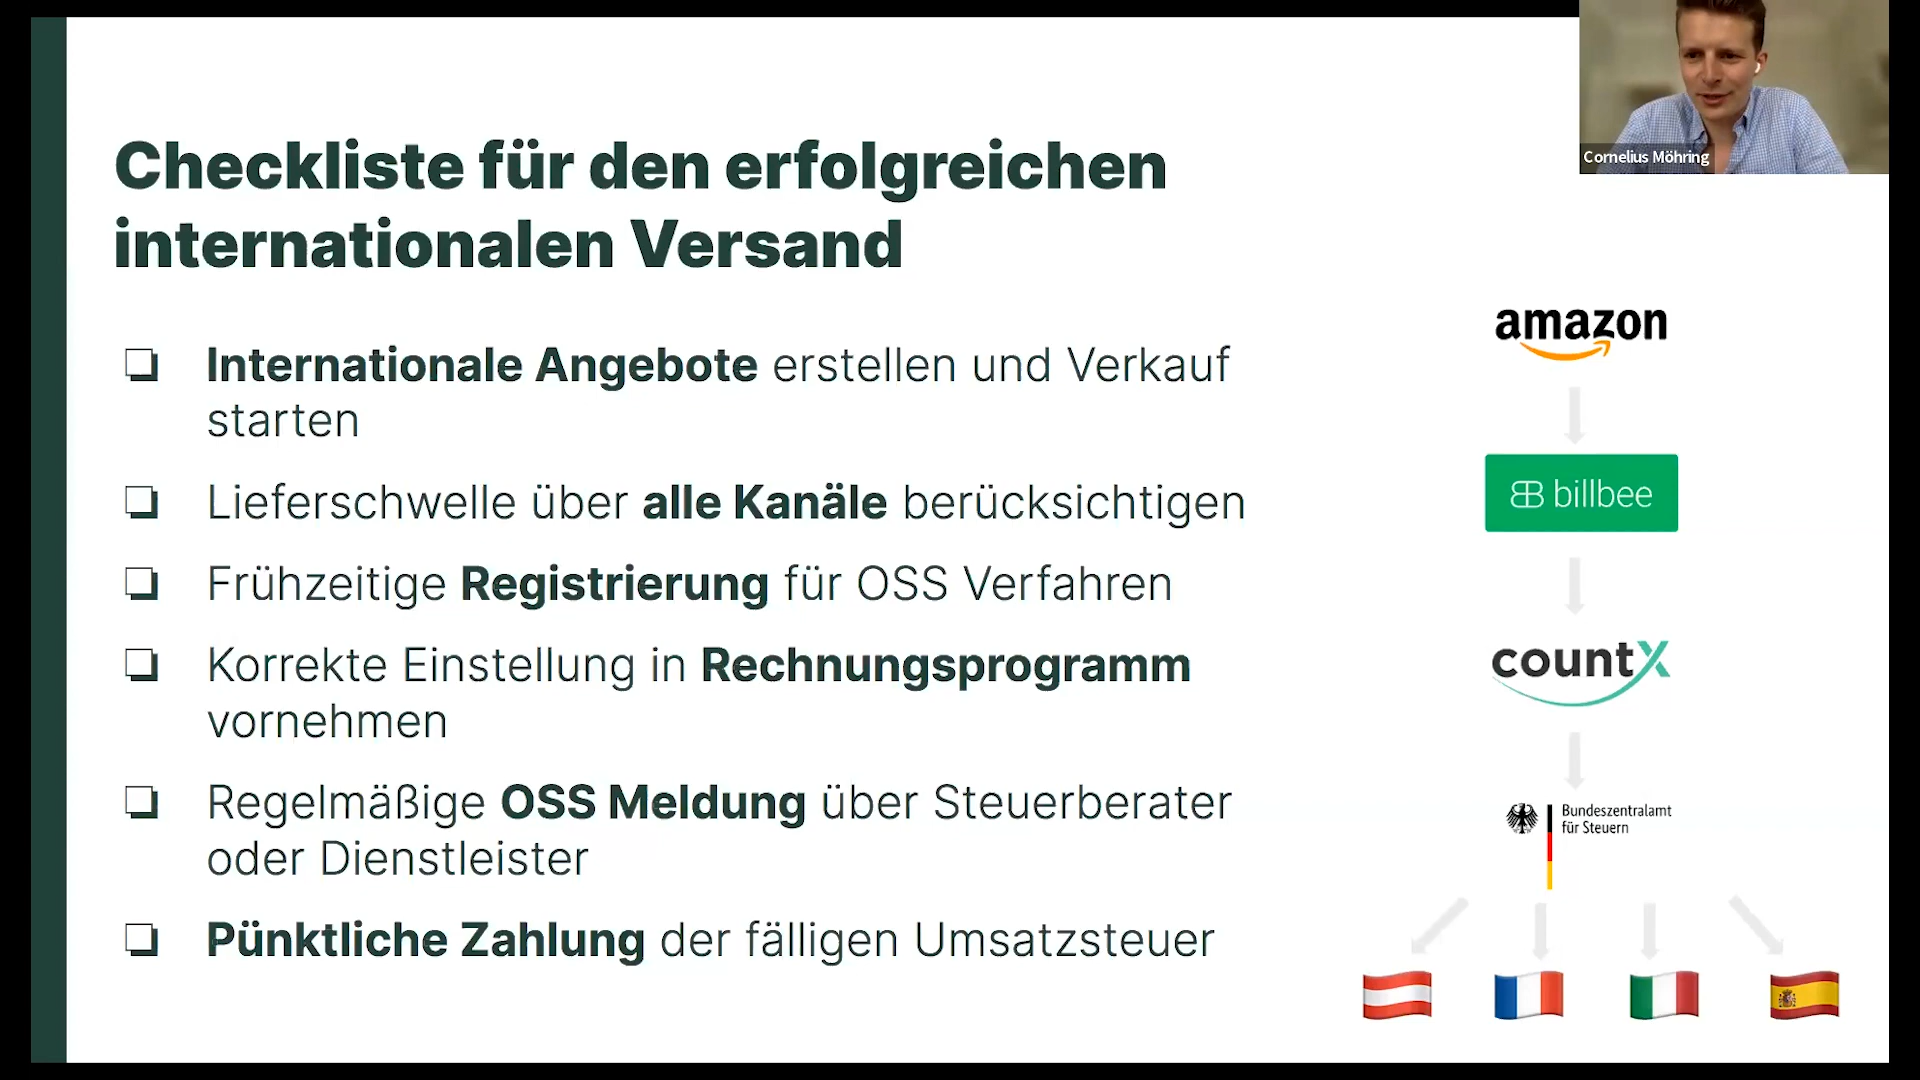 Cornelius Möhring
Checkliste für den erfolgreichen
internationalen Versand
❏ Internationale Angebote erstellen und Verkauf
starten
❏ Lieferschwelle über alle Kanäle berücksichtigen
❏ Frühzeitige Registrierung für OSS Verfahren
❏ Korrekte Einstellung in Rechnungsprogramm
vornehmen
❏ Regelmäßige OSS Meldung über Steuerberater
oder Dienstleister
❏ Pünktliche Zahlung der fälligen Umsatzsteuer
amazon
billbee
countX
Bundeszentralamt
für Steuern